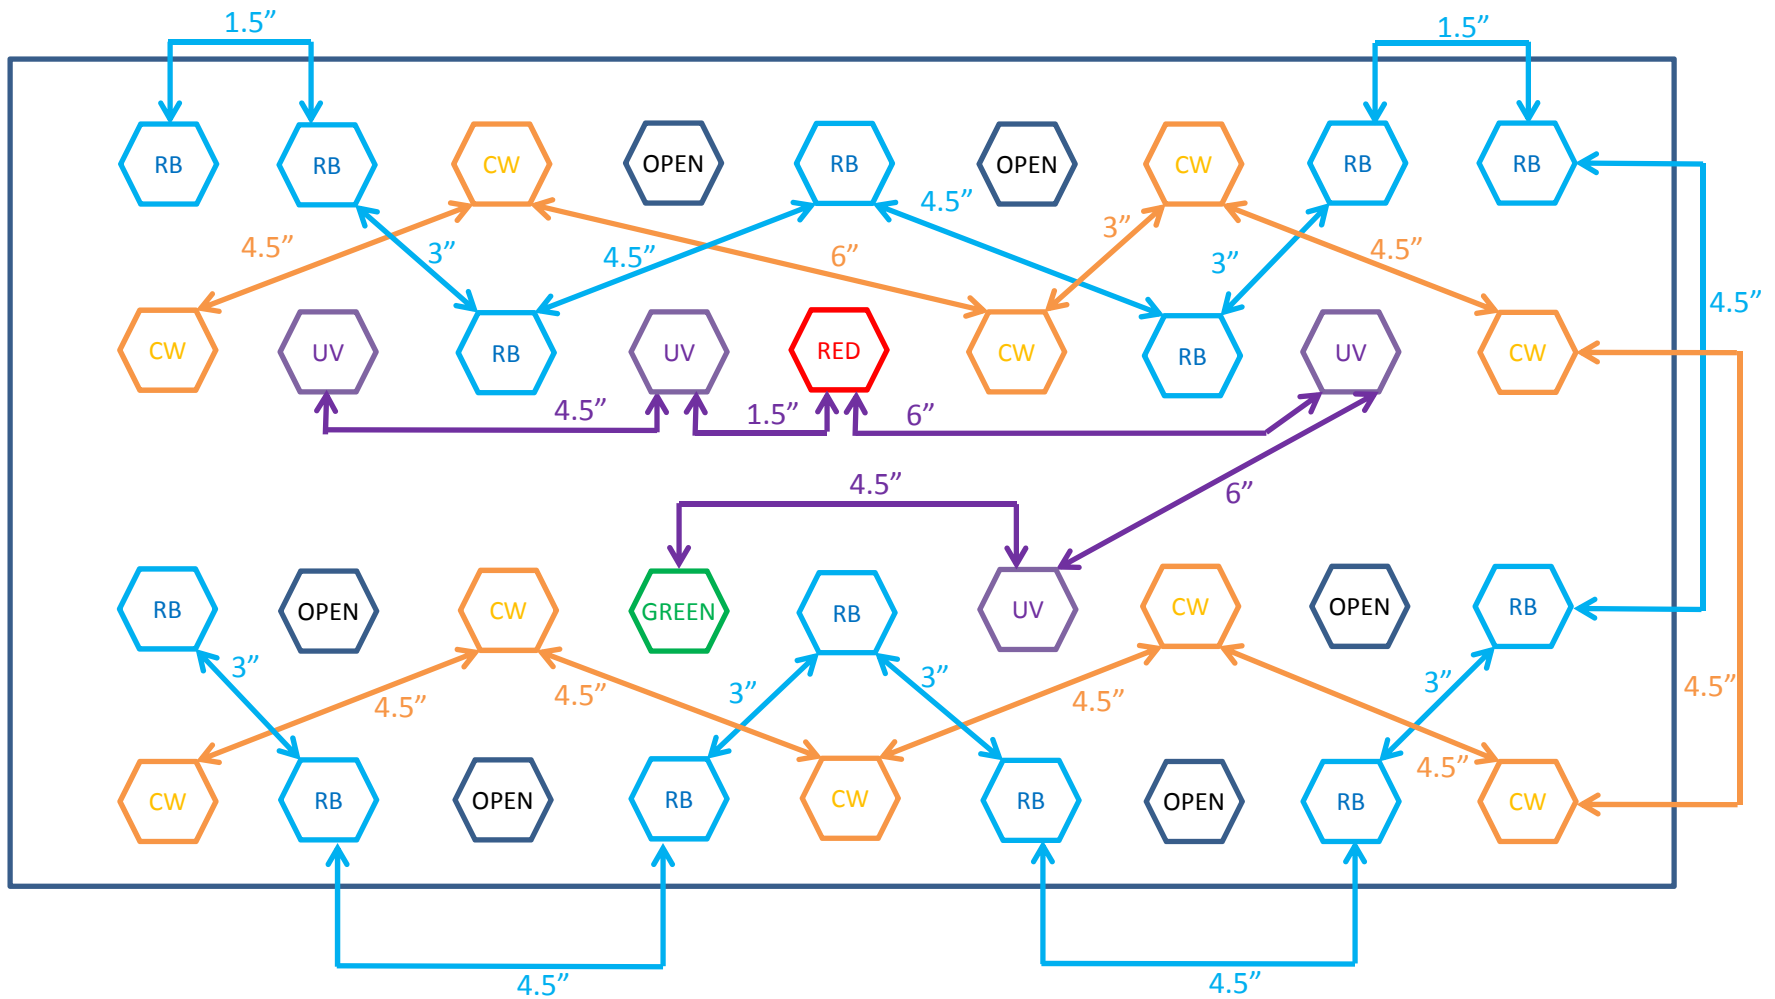 1.5” 1.5”
RB RB CW OPEN RB OPEN CW RB RB
4.5” 3” 4.5” 6” 4.5” 3” 3” 4.5” 4.5”
CW UV RB UV RED CW RB UV CW
4.5” 1.5” 6”
4.5” 6”
RB OPEN CW GREEN RB UV CW OPEN RB
3” 4.5” 4.5” 3” 3” 4.5” 4.5” 3” 4.5”
CW RB OPEN RB CW RB OPEN RB CW
4.5” 4.5”